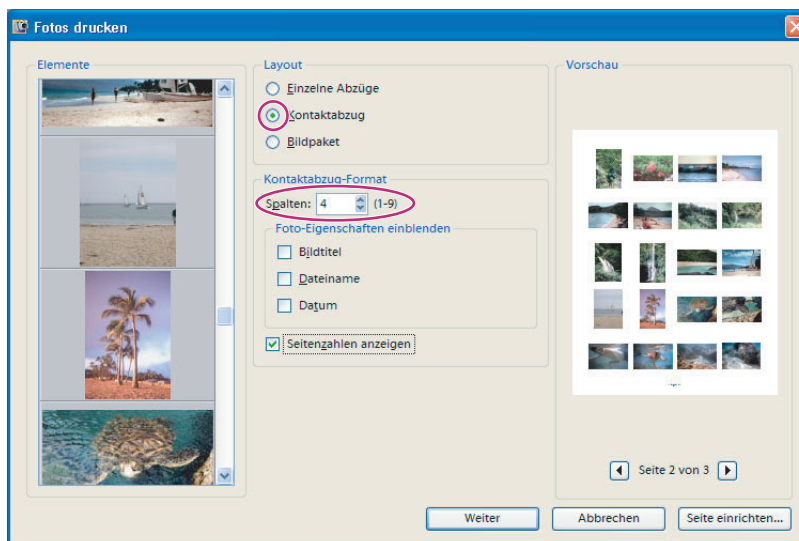 Fotos drucken
Elemente
Layout
Einzelne Abzüge
Kontaktabzug
Bildpaket
Kontaktabzug-Format
Spalten: 4 (1-9)
Foto-Eigenschaften einblenden
Bildtitel
Dateiname
Datum
Seitenzahlen anzeigen
Vorschau
Seite 2 von 3
Weiter
Abbrechen
Seite einrichten...